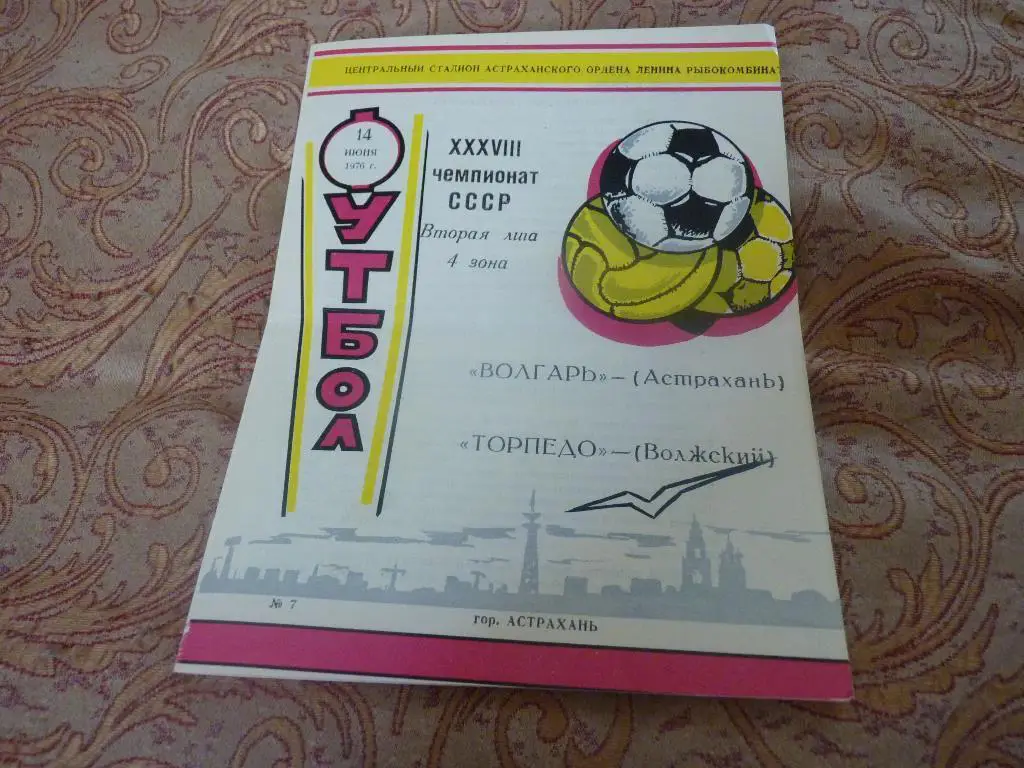 ЦЕНТРАЛЬНЫЙ СТАДИОН АСТРАХАНСКОГО ОРДЕНА ЛЕНИНА РЫБОКОМБИНАТ
ФУТБОЛ
14
июня
1976 г.
XXXVIII
чемпионат
СССР
Вторая лига
4 зона
«ВОЛГАРЬ» — (Астрахань)
«ТОРПЕДО» — (Волжский)
№ 7
гор. АСТРАХАНЬ